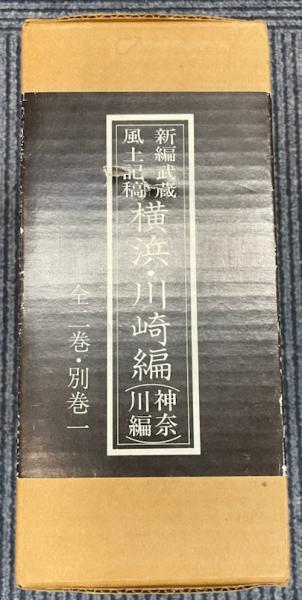 新編武蔵
風土記稿
横浜・川崎編
(神奈
川編)
全二巻・別巻一